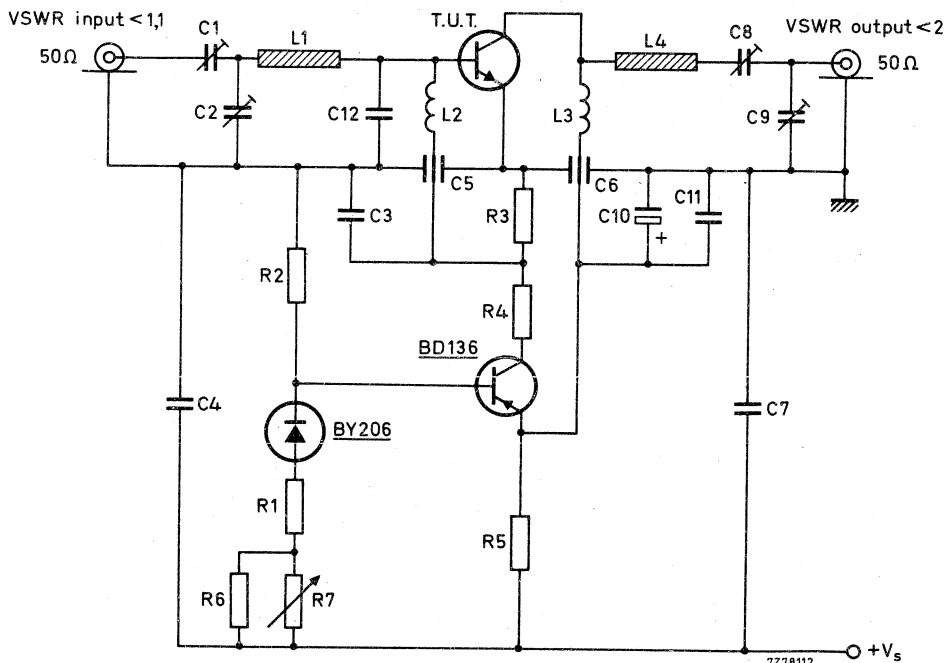 VSWR input < 1,1
T.U.T.
VSWR output < 2
50Ω
C1
L1
L4
C8
50Ω
C2
C12
L2
L3
C9
C5
C6
C3
R3
C10
C11
+
R2
R4
BD136
C4
C7
BY206
R1
R5
R6
R7
7Z78112
+Vs